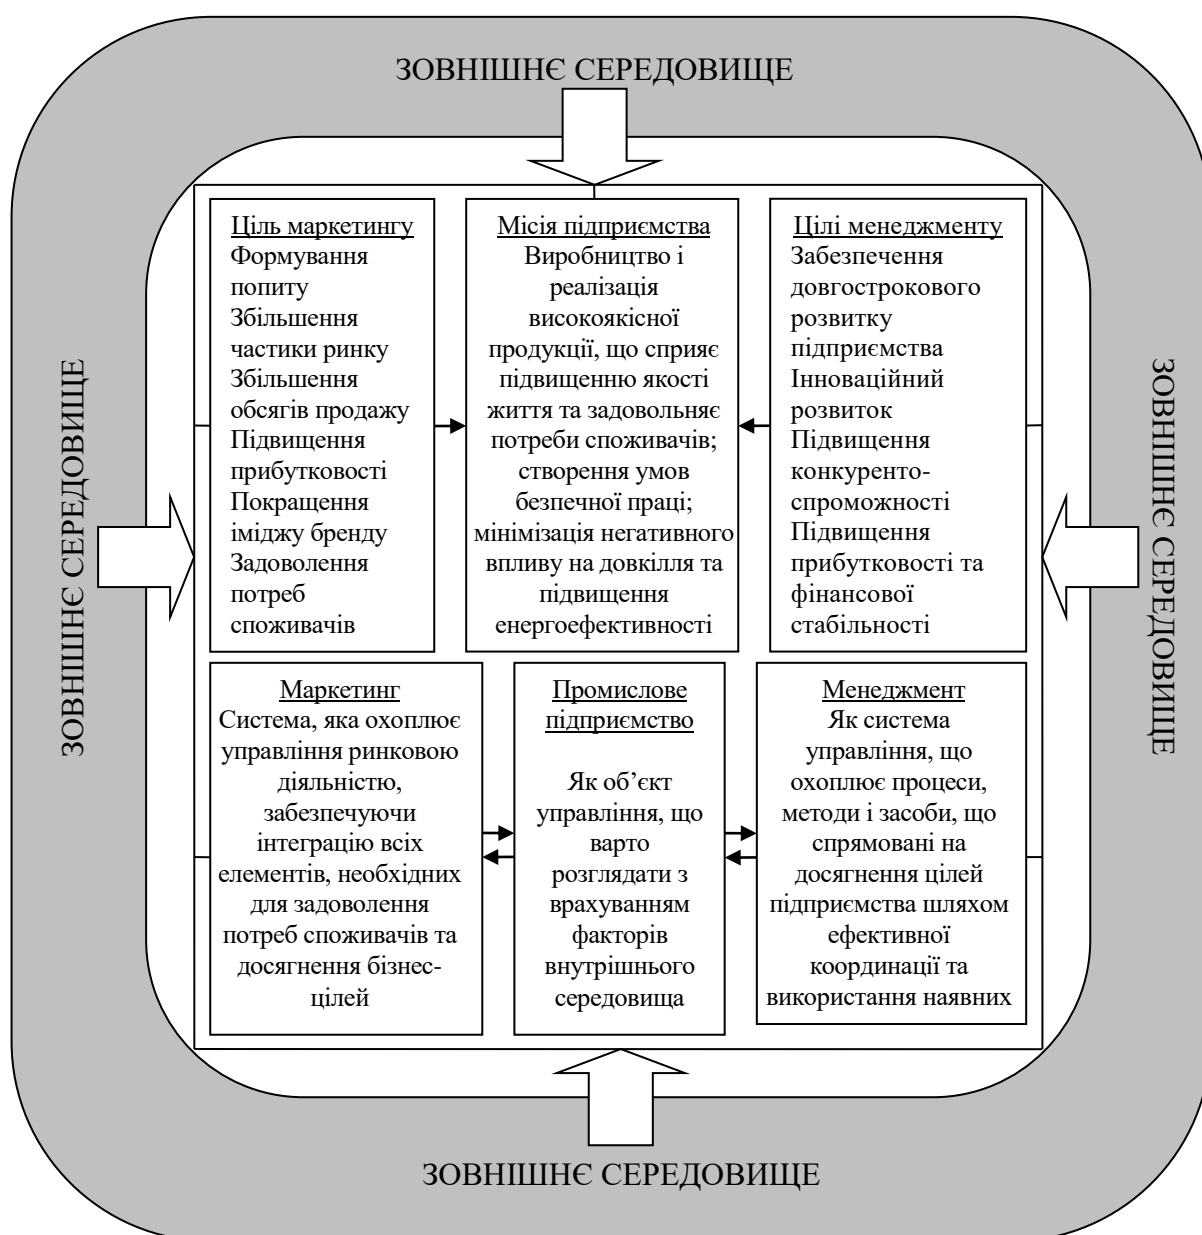 ЗОВНІШНЄ СЕРЕДОВИЩЕ
ЗОВНІШНЄ СЕРЕДОВИЩЕ
Ціль маркетингу
Формування
попиту
Збільшення
частики ринку
Збільшення
обсягів продажу
Підвищення
прибутковості
Покращення
іміджу бренду
Задоволення
потреб
споживачів
Місія підприємства
Виробництво і
реалізація
високоякісної
продукції, що сприяє
підвищенню якості
життя та задовольняє
потреби споживачів;
створення умов
безпечної праці;
мінімізація негативного
впливу на довкілля та
підвищення
енергоефективності
Цілі менеджменту
Забезпечення
довгострокового
розвитку
підприємства
Інноваційний
розвиток
Підвищення
конкуренто-
спроможності
Підвищення
прибутковості та
фінансової
стабільності
ЗОВНІШНЄ СЕРЕДОВИЩЕ
Маркетинг
Система, яка охоплює
управління ринковою
діяльністю,
забезпечуючи
інтеграцію всіх
елементів, необхідних
для задоволення
потреб споживачів та
досягнення бізнес-
цілей
Промислове
підприємство
Як об’єкт
управління, що
варто
розглядати з
врахуванням
факторів
внутрішнього
середовища
Менеджмент
Як система
управління, що
охоплює процеси,
методи і засоби, що
спрямовані на
досягнення цілей
підприємства шляхом
ефективної
координації та
використання наявних
ЗОВНІШНЄ СЕРЕДОВИЩЕ